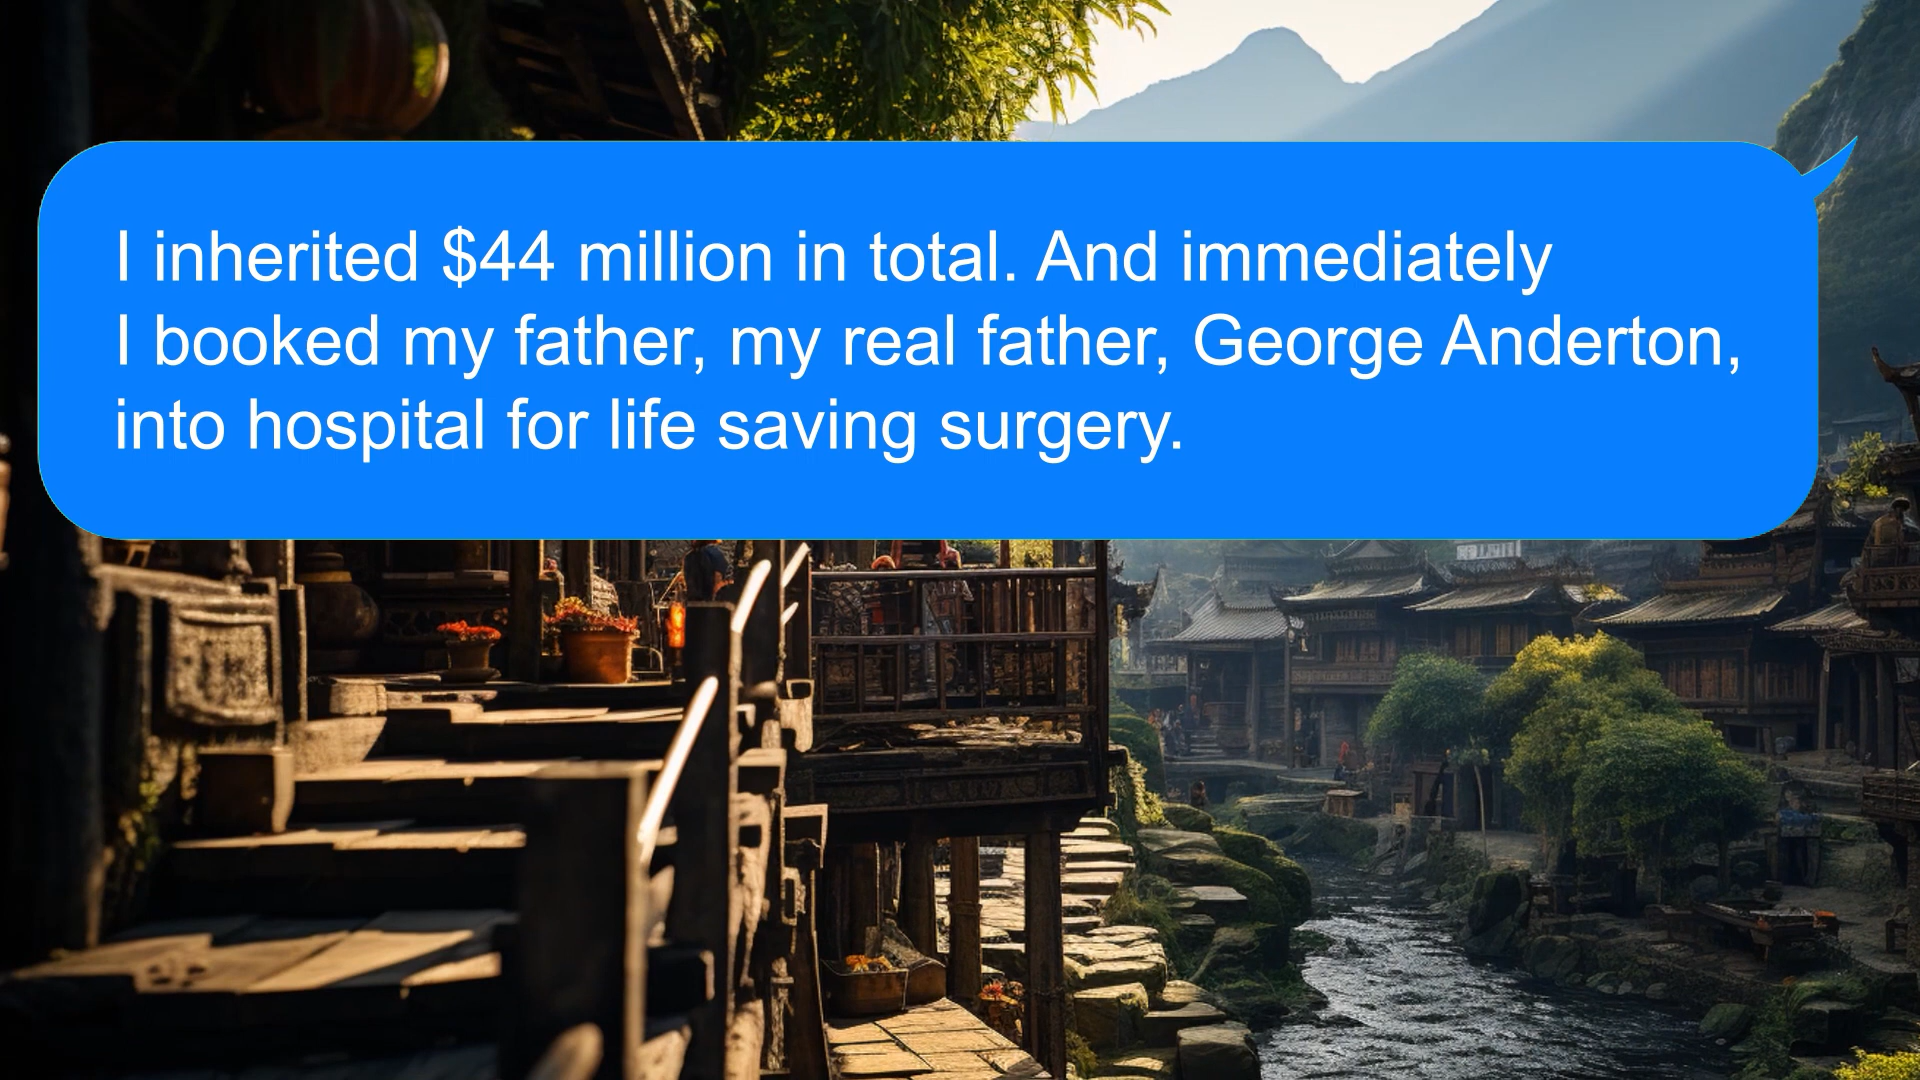 I inherited $44 million in total. And immediately
I booked my father, my real father, George Anderton,
into hospital for life saving surgery.